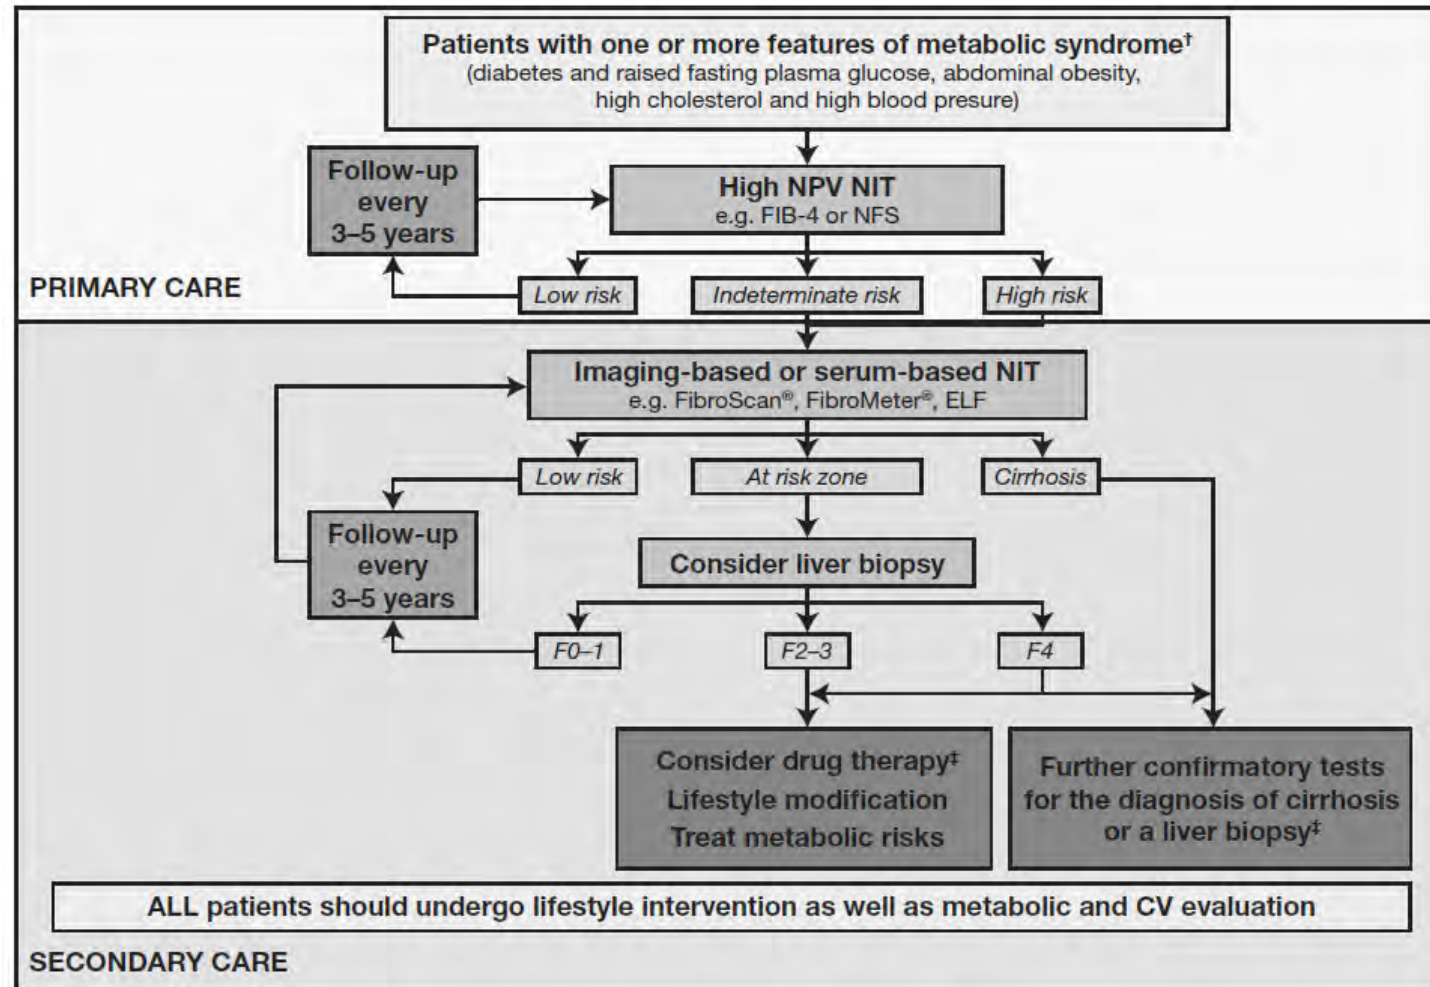 Patients with one or more features of metabolic syndrome†
(diabetes and raised fasting plasma glucose, abdominal obesity,
high cholesterol and high blood presure)
Follow-up
every
3–5 years
High NPV NIT
e.g. FIB-4 or NFS
PRIMARY CARE
Low risk
Indeterminate risk
High risk
Imaging-based or serum-based NIT
e.g. FibroScan®, FibroMeter®, ELF
Low risk
At risk zone
Cirrhosis
Follow-up
every
3–5 years
Consider liver biopsy
F0–1
F2–3
F4
Consider drug therapy‡
Lifestyle modification
Treat metabolic risks
Further confirmatory tests
for the diagnosis of cirrhosis
or a liver biopsy‡
ALL patients should undergo lifestyle intervention as well as metabolic and CV evaluation
SECONDARY CARE